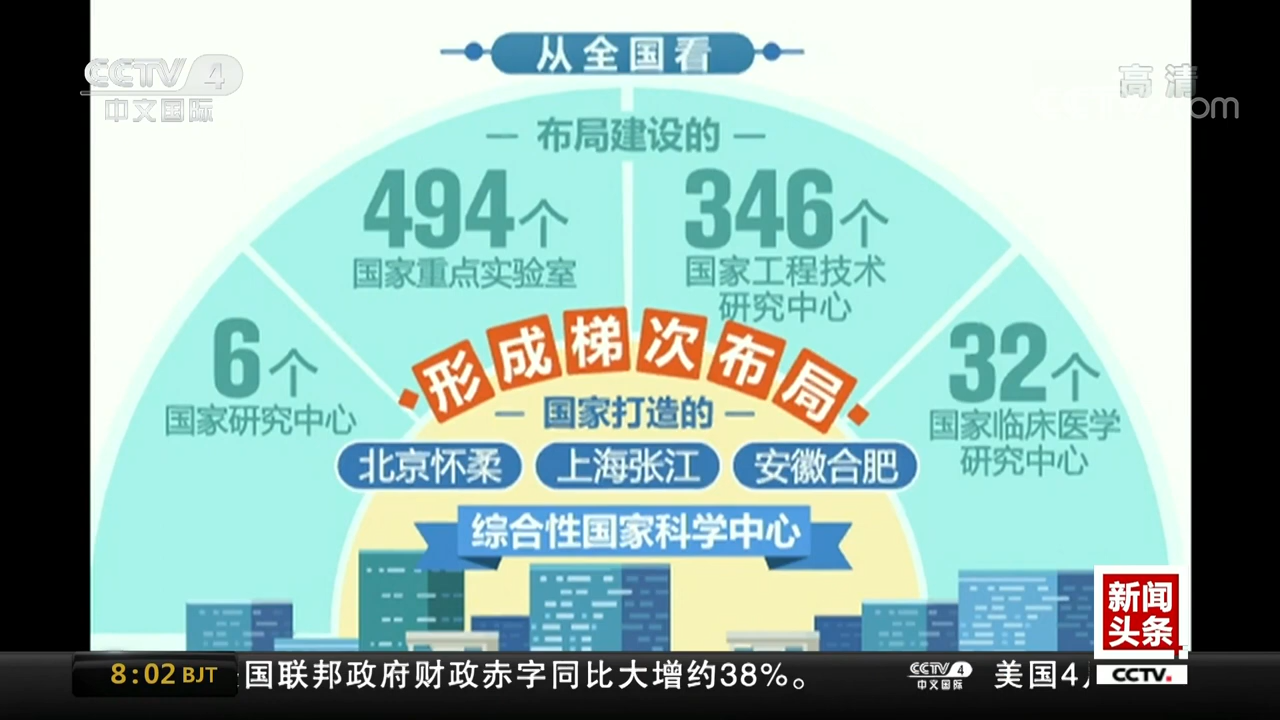 从全国看
CCTV 4
中文国际
高清
com
布局建设的
494个
国家重点实验室
346个
国家工程技术
研究中心
6个
国家研究中心
32个
国家临床医学
研究中心
形成梯次布局
国家打造的
北京怀柔
上海张江
安徽合肥
综合性国家科学中心
新闻
头条
CCTV.
8:02 BJT
国联邦政府财政赤字同比大增约38%。
CCTV 4
中文国际
美国4